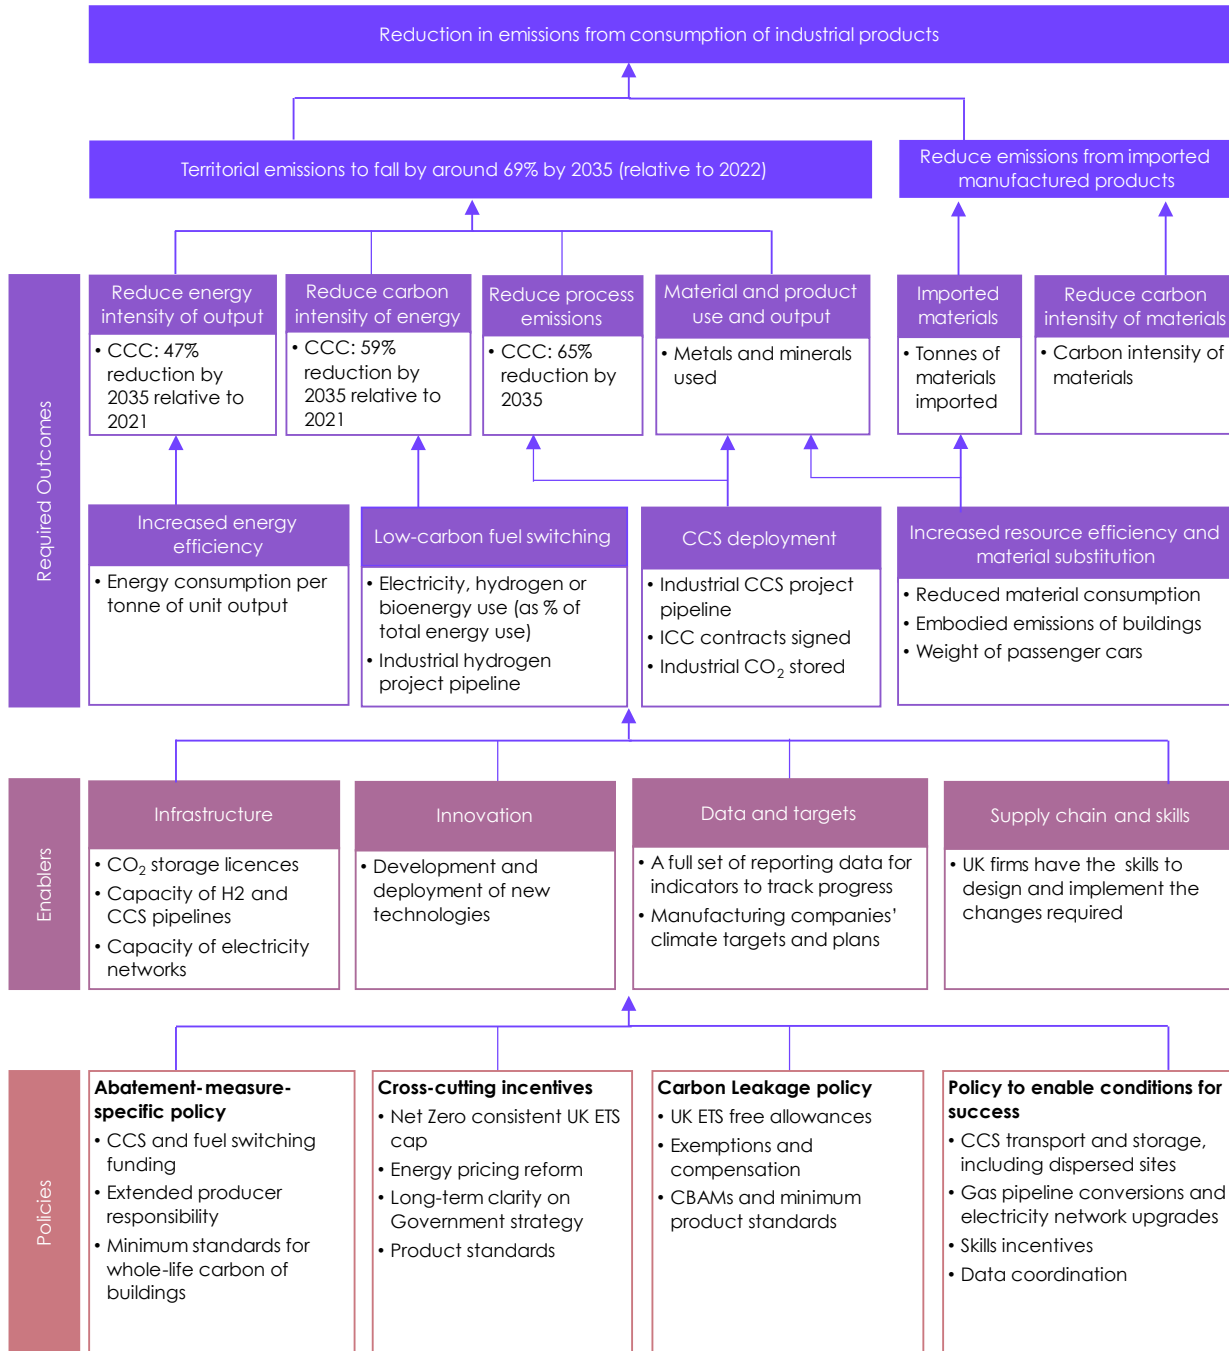 Reduction in emissions from consumption of industrial products
Territorial emissions to fall by around 69% by 2035 (relative to 2022)
Reduce emissions from imported
manufactured products
Required Outcomes
Reduce energy
intensity of output
• CCC: 47%
reduction by
2035 relative to
2021
Reduce carbon
intensity of energy
• CCC: 59%
reduction by
2035 relative to
2021
Reduce process
emissions
• CCC: 65%
reduction by
2035
Material and product
use and output
• Metals and minerals
used
Imported
materials
• Tonnes of
materials
imported
Reduce carbon
intensity of materials
• Carbon intensity of
materials
Increased energy
efficiency
• Energy consumption per
tonne of unit output
Low-carbon fuel switching
• Electricity, hydrogen or
bioenergy use (as % of
total energy use)
• Industrial hydrogen
project pipeline
CCS deployment
• Industrial CCS project
pipeline
• ICC contracts signed
• Industrial CO2 stored
Increased resource efficiency and
material substitution
• Reduced material consumption
• Embodied emissions of buildings
• Weight of passenger cars
Enablers
Infrastructure
• CO2 storage licences
• Capacity of H2 and
CCS pipelines
• Capacity of electricity
networks
Innovation
• Development and
deployment of new
technologies
Data and targets
• A full set of reporting data for
indicators to track progress
• Manufacturing companies’
climate targets and plans
Supply chain and skills
• UK firms have the skills to
design and implement the
changes required
Policies
Abatement-measure-
specific policy
• CCS and fuel switching
funding
• Extended producer
responsibility
• Minimum standards for
whole-life carbon of
buildings
Cross-cutting incentives
• Net Zero consistent UK ETS
cap
• Energy pricing reform
• Long-term clarity on
Government strategy
• Product standards
Carbon Leakage policy
• UK ETS free allowances
• Exemptions and
compensation
• CBAMs and minimum
product standards
Policy to enable conditions for
success
• CCS transport and storage,
including dispersed sites
• Gas pipeline conversions and
electricity network upgrades
• Skills incentives
• Data coordination